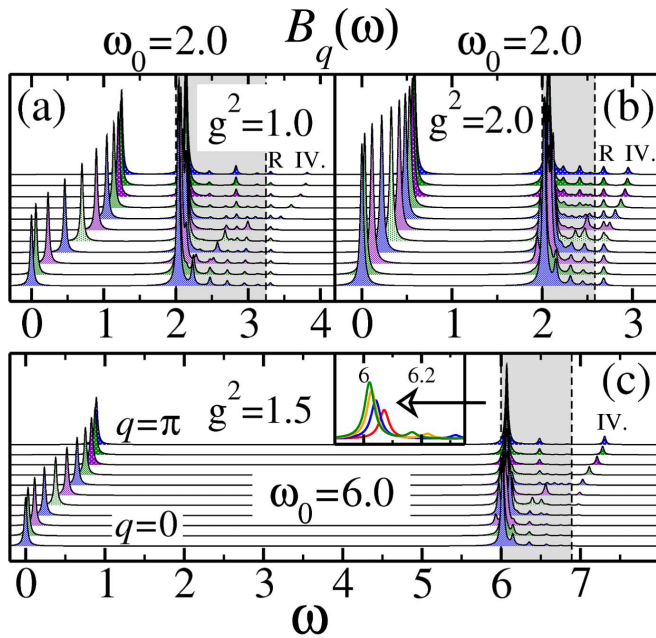 ω₀=2.0 B_q(ω) ω₀=2.0
(a) g²=1.0 R IV.
(b) g²=2.0 R IV.
0 1 2 3 4 0 1 2 3
6 6.2
(c) g²=1.5 IV.
q=π
ω₀=6.0
q=0
0 1 2 3 4 5 6 7
ω